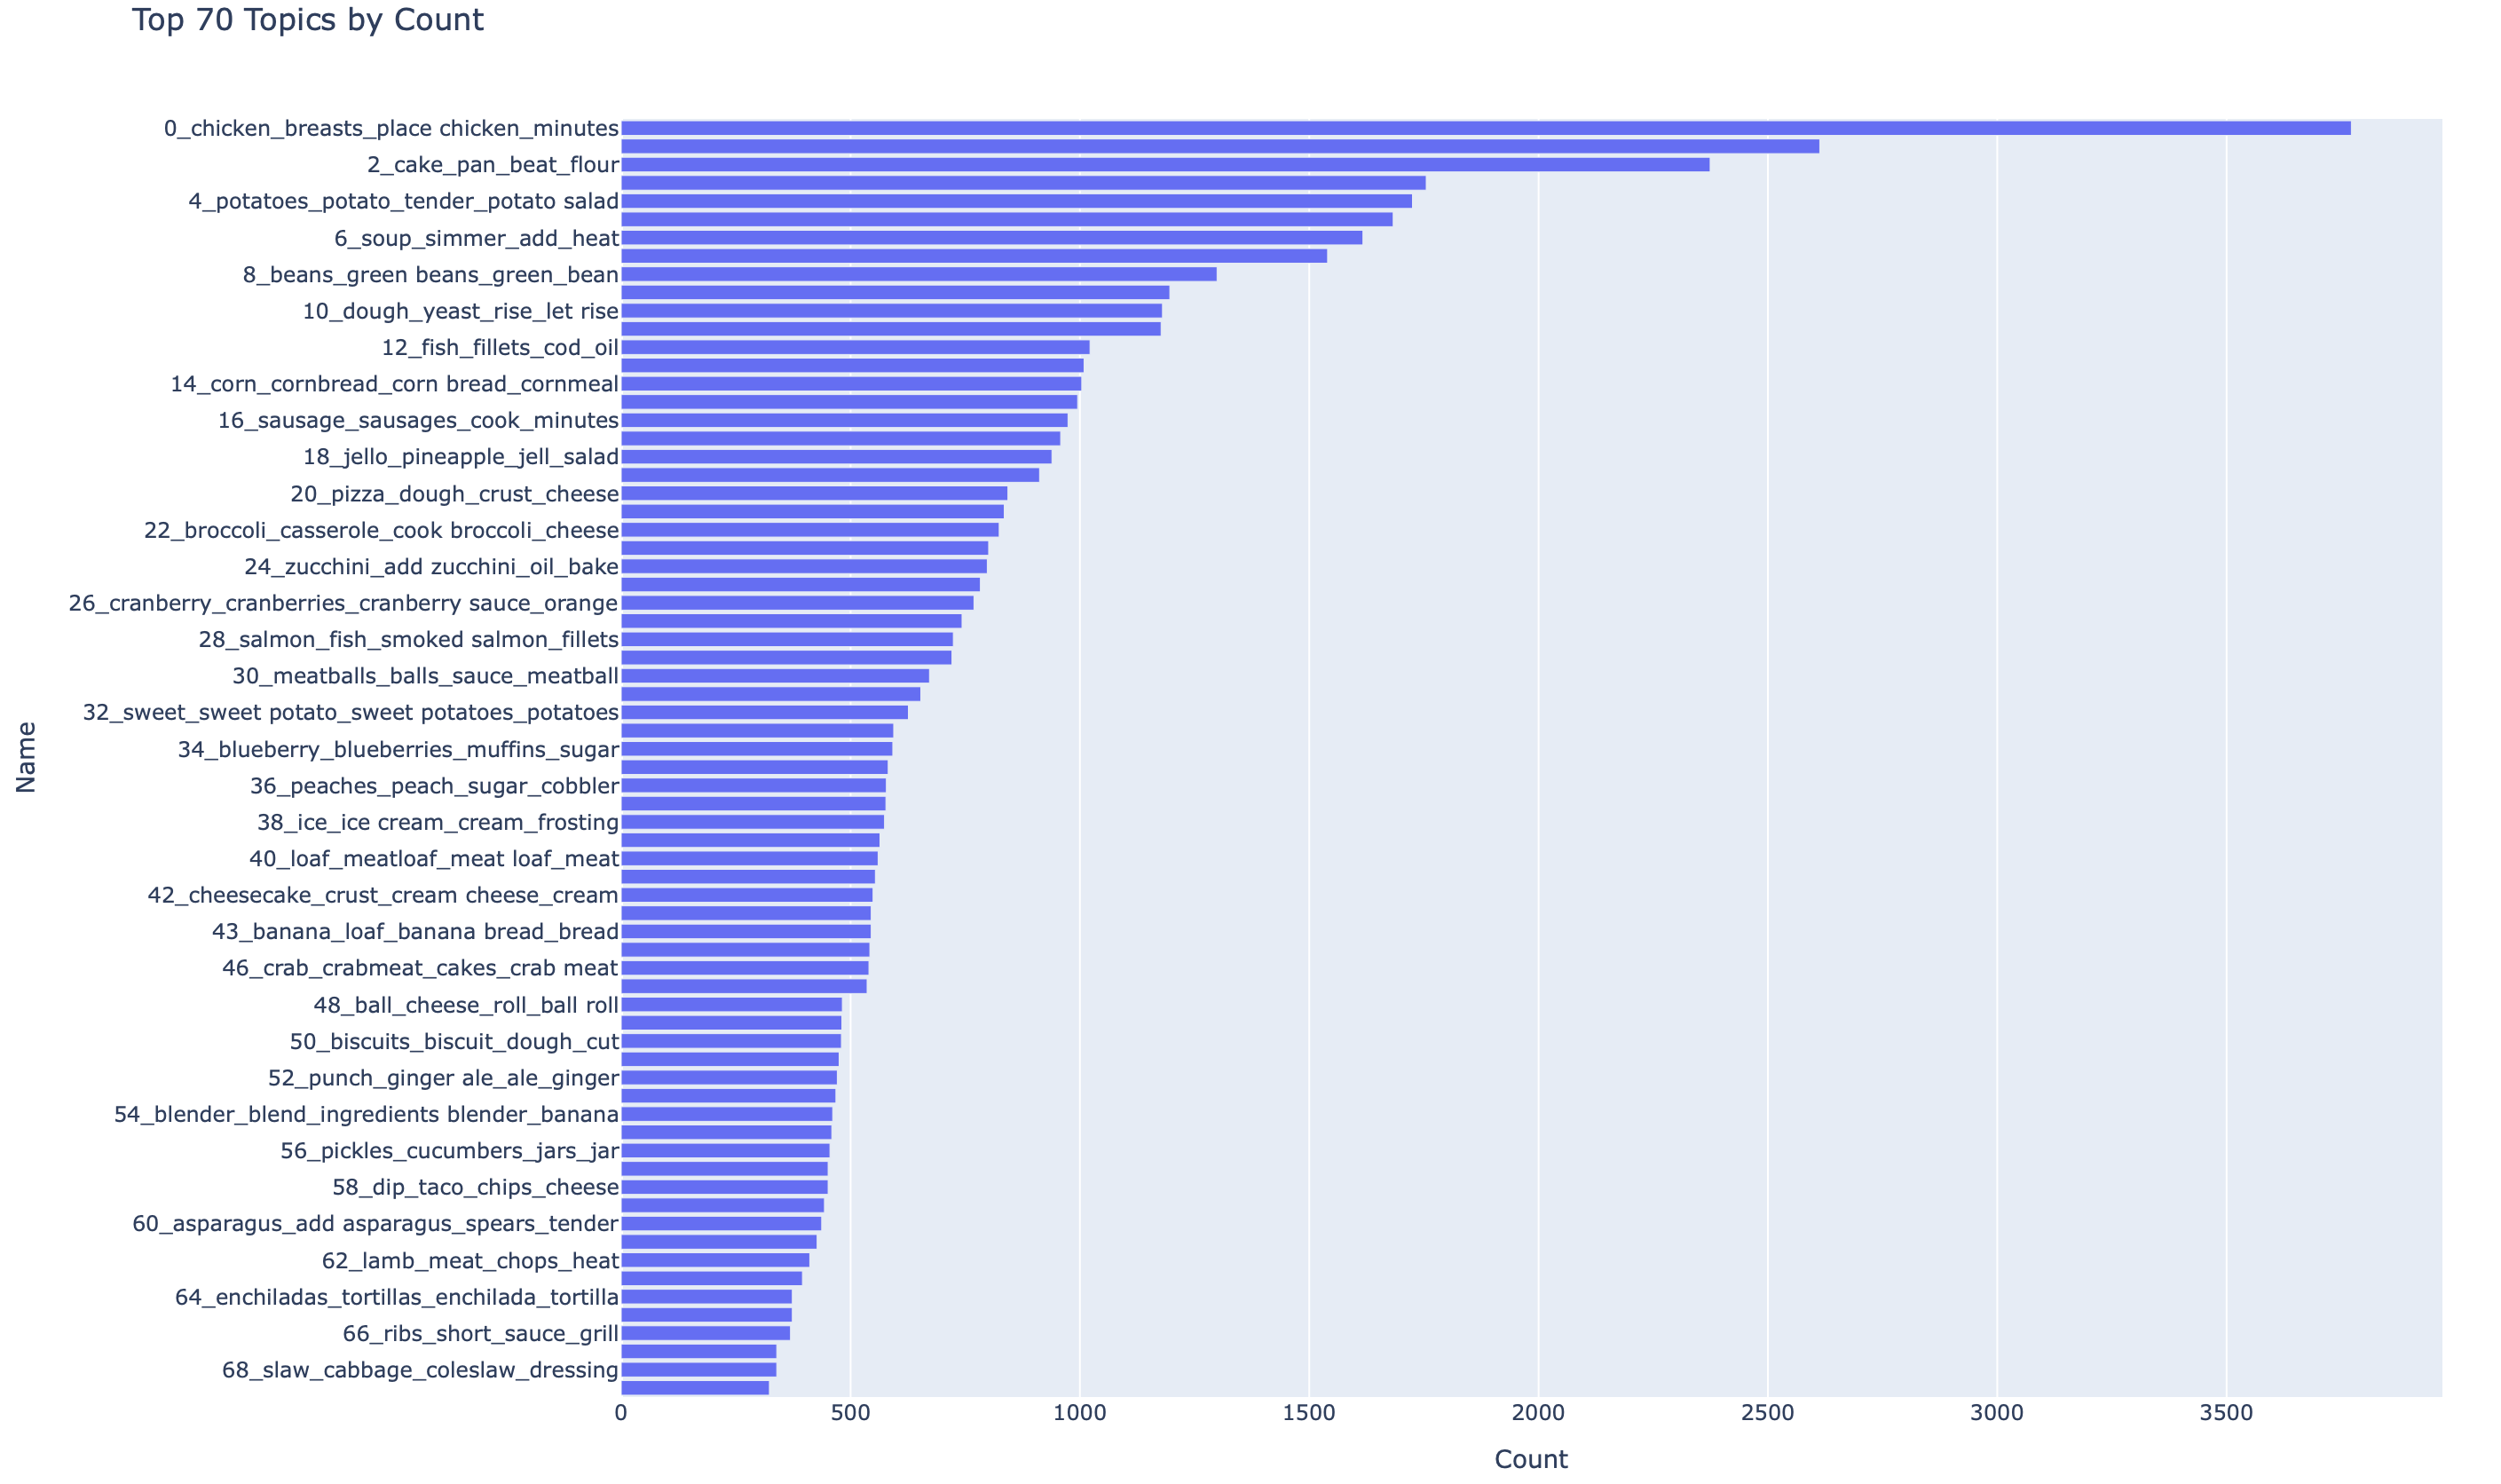 Top 70 Topics by Count
0_chicken_breasts_place chicken_minutes
2_cake_pan_beat_flour
4_potatoes_potato_tender_potato salad
6_soup_simmer_add_heat
8_beans_green beans_green_bean
10_dough_yeast_rise_let rise
12_fish_fillets_cod_oil
14_corn_cornbread_corn bread_cornmeal
16_sausage_sausages_cook_minutes
18_jello_pineapple_jell_salad
20_pizza_dough_crust_cheese
22_broccoli_casserole_cook broccoli_cheese
24_zucchini_add zucchini_oil_bake
26_cranberry_cranberries_cranberry sauce_orange
28_salmon_fish_smoked salmon_fillets
30_meatballs_balls_sauce_meatball
32_sweet_sweet potato_sweet potatoes_potatoes
34_blueberry_blueberries_muffins_sugar
36_peaches_peach_sugar_cobbler
38_ice_ice cream_cream_frosting
40_loaf_meatloaf_meat loaf_meat
42_cheesecake_crust_cream cheese_cream
43_banana_loaf_banana bread_bread
46_crab_crabmeat_cakes_crab meat
48_ball_cheese_roll_ball roll
50_biscuits_biscuit_dough_cut
52_punch_ginger ale_ale_ginger
54_blender_blend_ingredients blender_banana
56_pickles_cucumbers_jars_jar
58_dip_taco_chips_cheese
60_asparagus_add asparagus_spears_tender
62_lamb_meat_chops_heat
64_enchiladas_tortillas_enchilada_tortilla
66_ribs_short_sauce_grill
68_slaw_cabbage_coleslaw_dressing
Name
0 500 1000 1500 2000 2500 3000 3500
Count